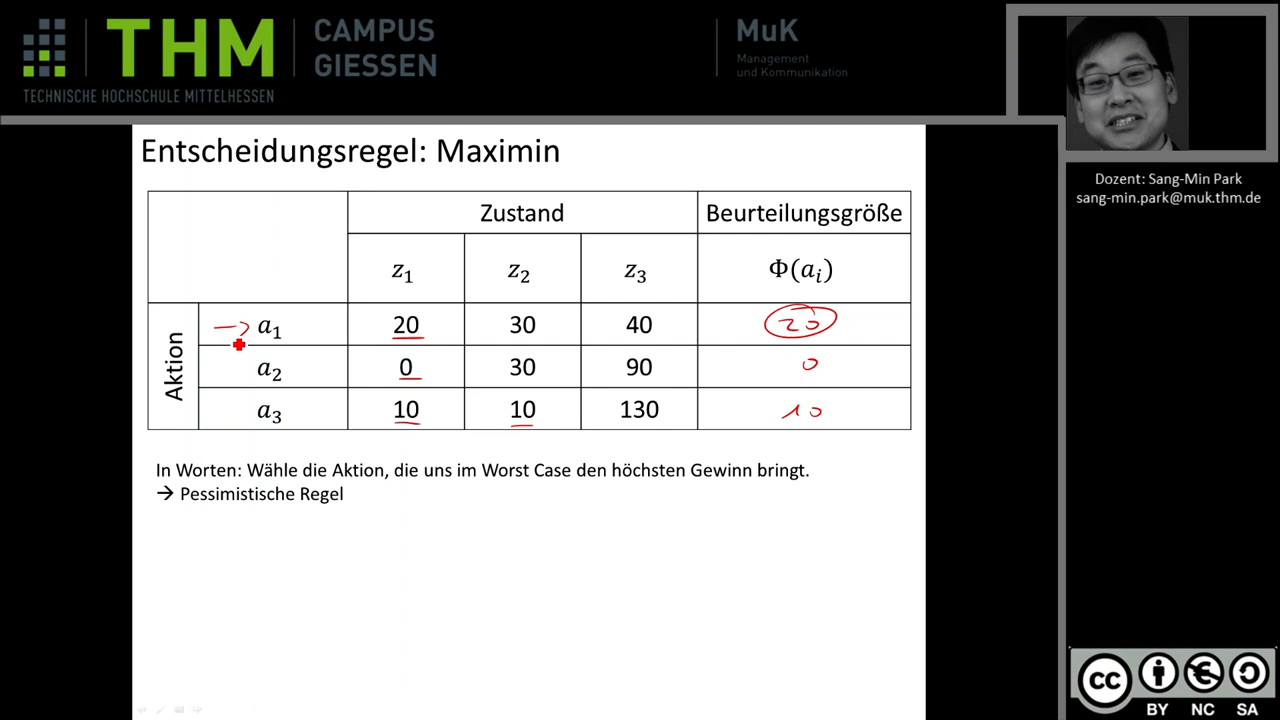 THM
CAMPUS
GIESSEN
TECHNISCHE HOCHSCHULE MITTELHESSEN
MuK
Management
und Kommunikation
Dozent: Sang-Min Park
sang-min.park@muk.thm.de
Entscheidungsregel: Maximin
Zustand Beurteilungsgröße
z₁ z₂ z₃ Φ(aᵢ)
Aktion
a₁ 20 30 40 20
a₂ 0 30 90 0
a₃ 10 10 130 10
In Worten: Wähle die Aktion, die uns im Worst Case den höchsten Gewinn bringt.
→ Pessimistische Regel
cc
BY NC SA